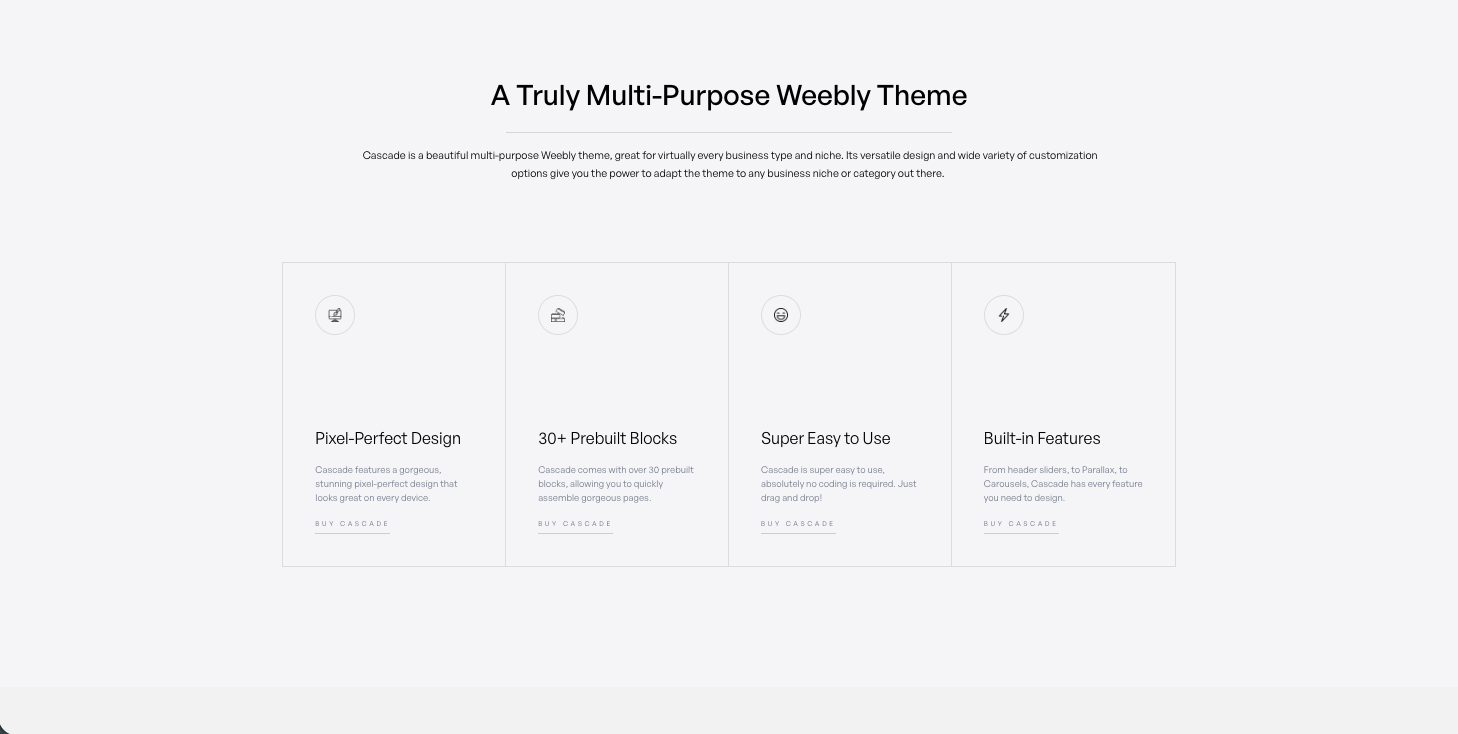 A Truly Multi-Purpose Weebly Theme
Cascade is a beautiful multi-purpose Weebly theme, great for virtually every business type and niche. Its versatile design and wide variety of customization
options give you the power to adapt the theme to any business niche or category out there.
Pixel-Perfect Design
Cascade features a gorgeous,
stunning pixel-perfect design that
looks great on every device.
BUY CASCADE
30+ Prebuilt Blocks
Cascade comes with over 30 prebuilt
blocks, allowing you to quickly
assemble gorgeous pages.
BUY CASCADE
Super Easy to Use
Cascade is super easy to use,
absolutely no coding is required. Just
drag and drop!
BUY CASCADE
Built-in Features
From header sliders, to Parallax, to
Carousels, Cascade has every feature
you need to design.
BUY CASCADE